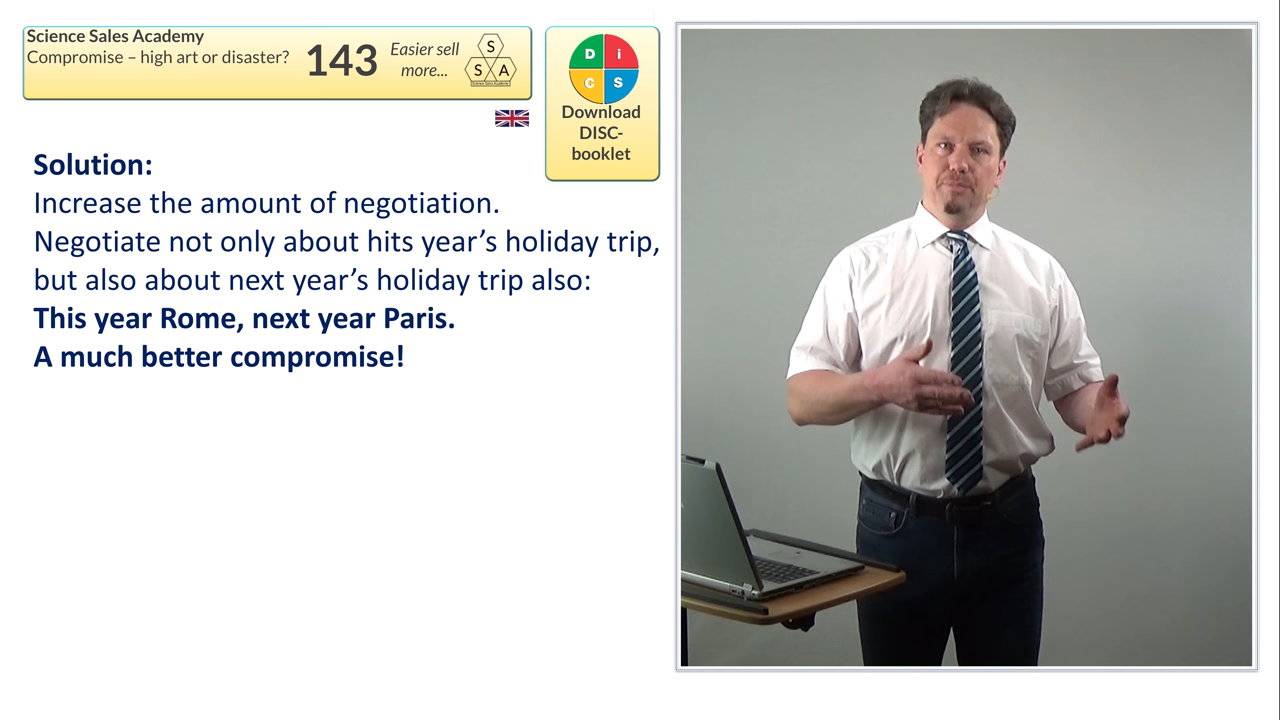 Science Sales Academy
Compromise – high art or disaster?
143
Easier sell
more...
S
S A
D i
C S
Download
DISC-
booklet
Solution:
Increase the amount of negotiation.
Negotiate not only about hits year’s holiday trip,
but also about next year’s holiday trip also:
This year Rome, next year Paris.
A much better compromise!